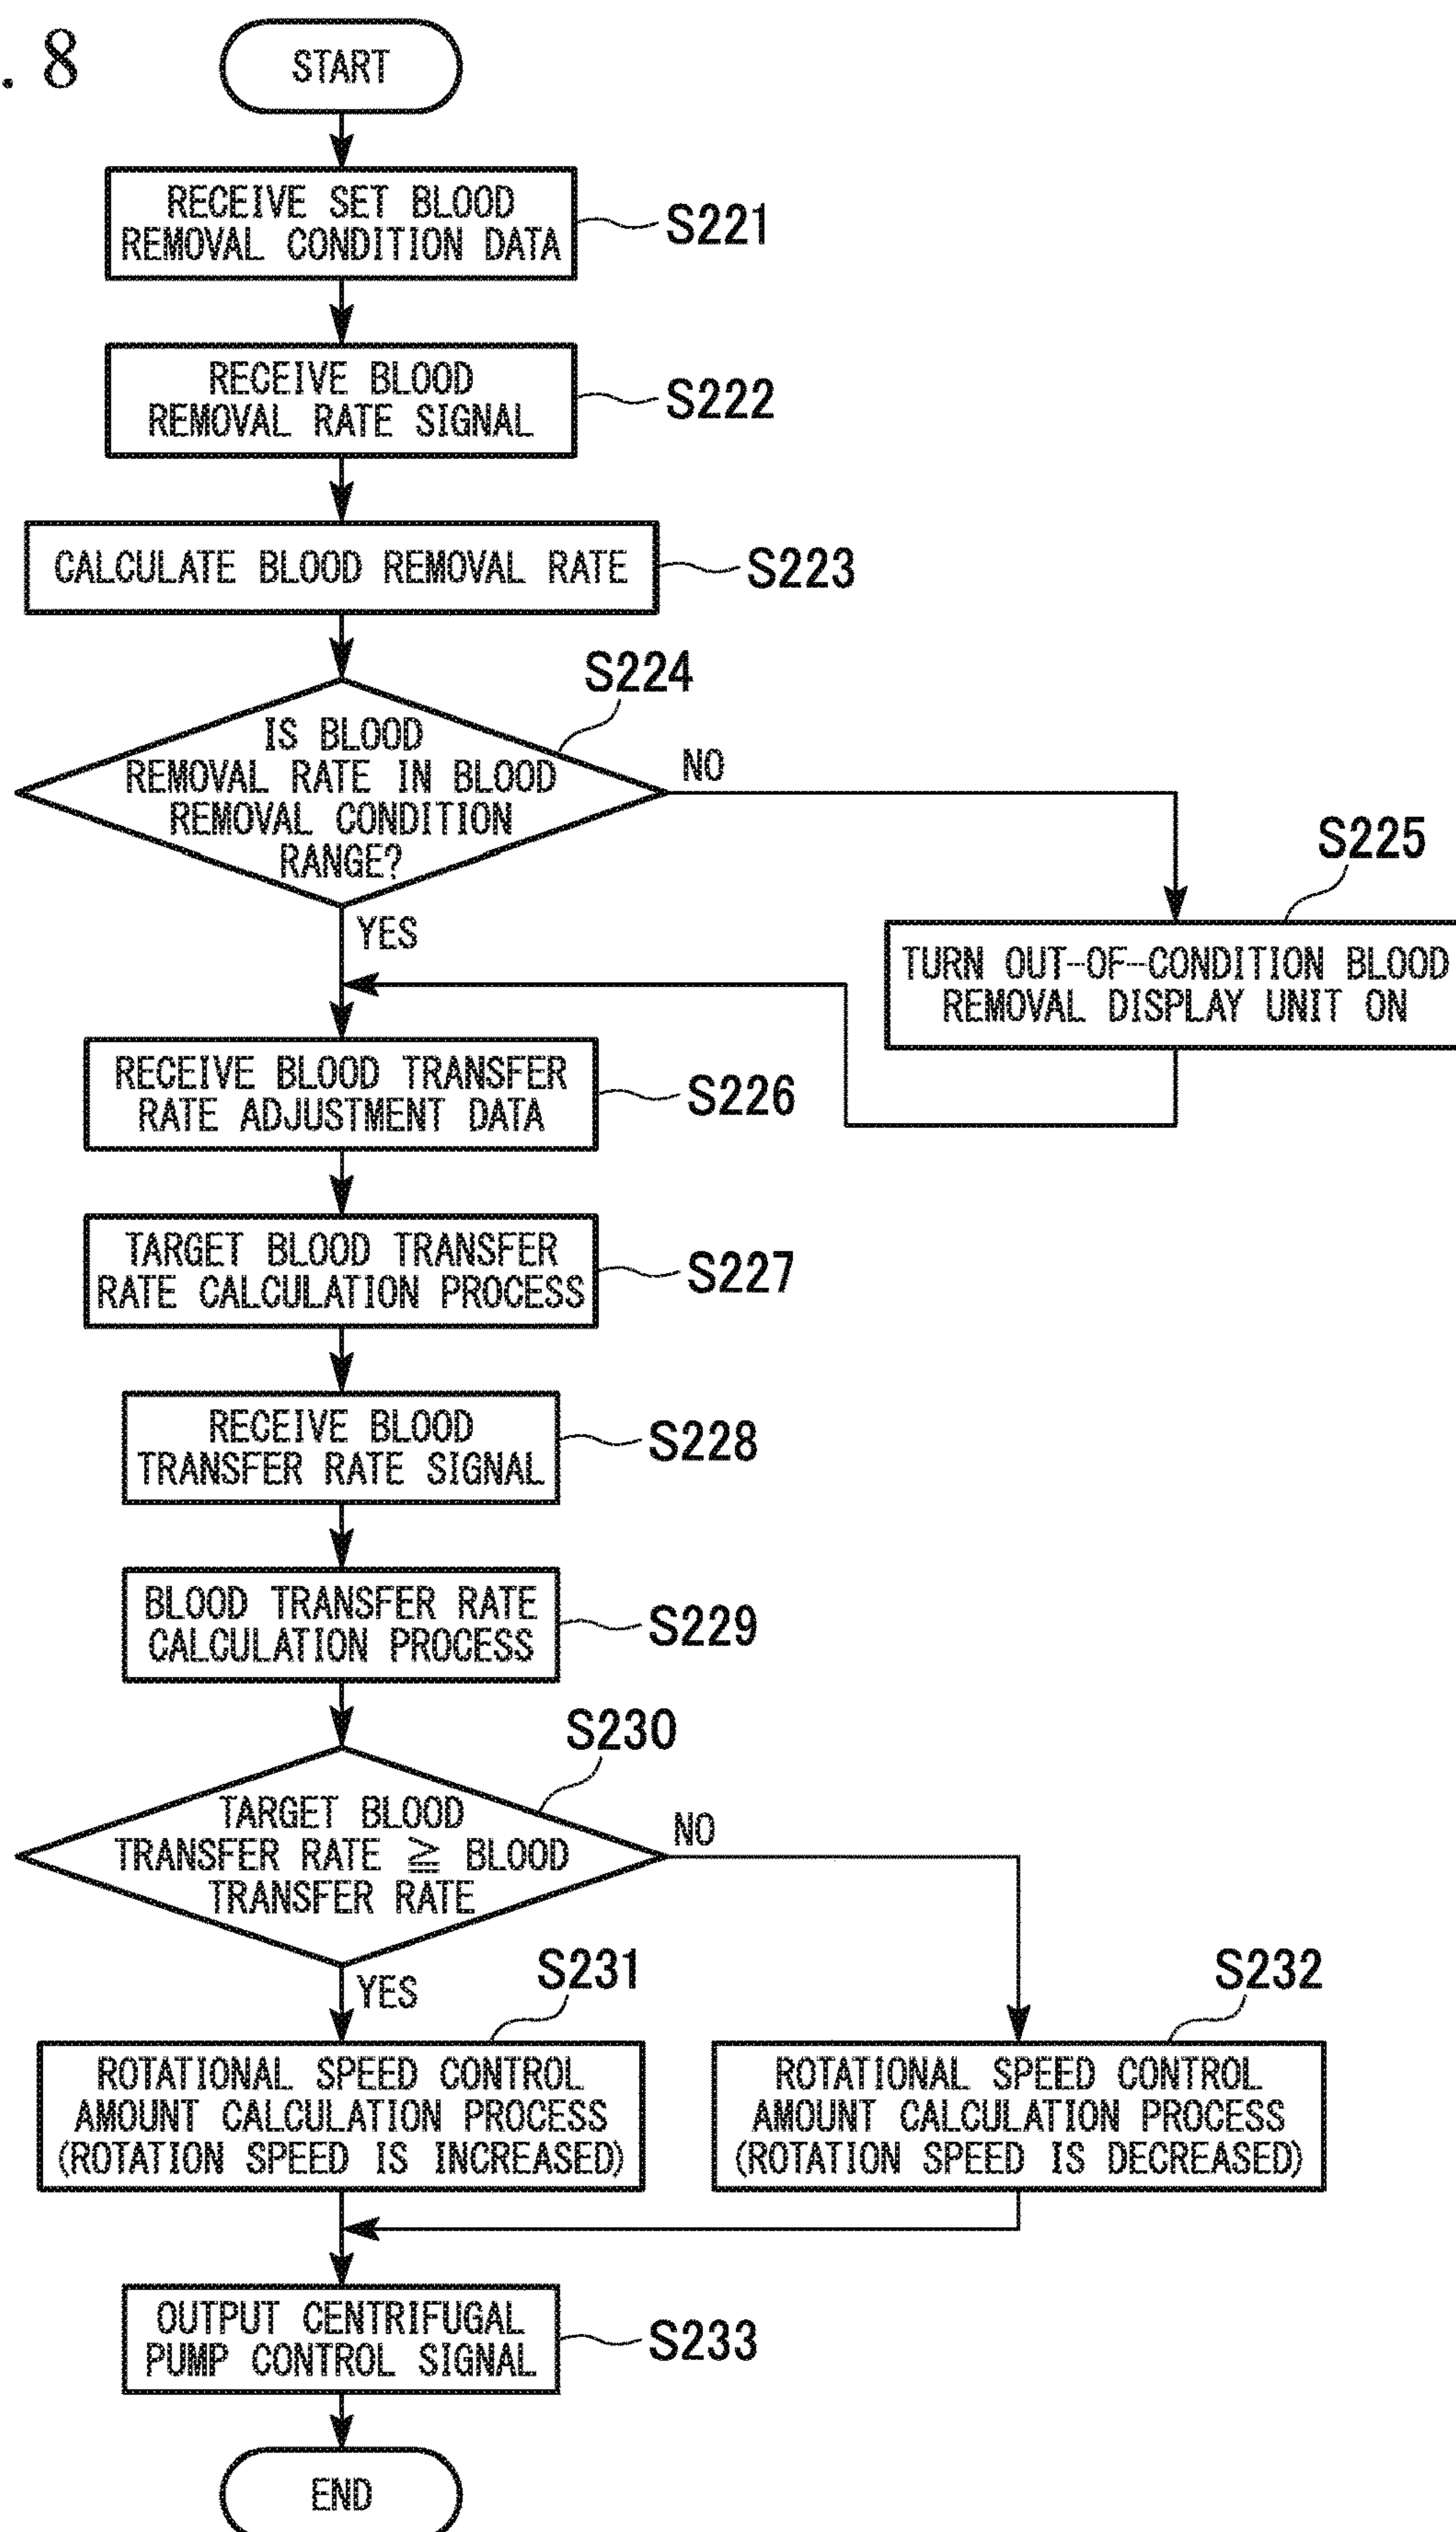 . 8
START
RECEIVE SET BLOOD
REMOVAL CONDITION DATA
S221
RECEIVE BLOOD
REMOVAL RATE SIGNAL
S222
CALCULATE BLOOD REMOVAL RATE
S223
S224
IS BLOOD
REMOVAL RATE IN BLOOD
REMOVAL CONDITION
RANGE?
NO
YES
S225
TURN OUT-OF-CONDITION BLOOD
REMOVAL DISPLAY UNIT ON
RECEIVE BLOOD TRANSFER
RATE ADJUSTMENT DATA
S226
TARGET BLOOD TRANSFER
RATE CALCULATION PROCESS
S227
RECEIVE BLOOD
TRANSFER RATE SIGNAL
S228
BLOOD TRANSFER RATE
CALCULATION PROCESS
S229
S230
TARGET BLOOD
TRANSFER RATE ≧ BLOOD
TRANSFER RATE
NO
YES
S231
ROTATIONAL SPEED CONTROL
AMOUNT CALCULATION PROCESS
(ROTATION SPEED IS INCREASED)
S232
ROTATIONAL SPEED CONTROL
AMOUNT CALCULATION PROCESS
(ROTATION SPEED IS DECREASED)
OUTPUT CENTRIFUGAL
PUMP CONTROL SIGNAL
S233
END